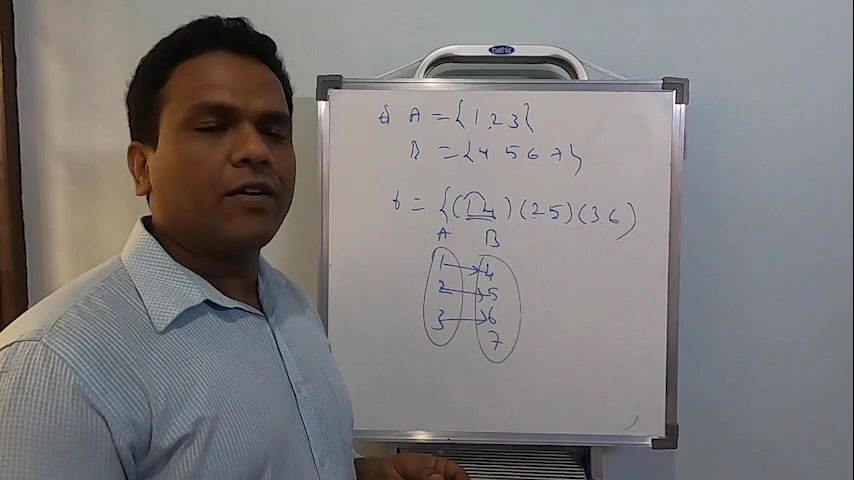 bathla
A = {1 2 3}
B = {4 5 6 7}
f = {(1 4) (2 5) (3 6)
A B
1 4
2 5
3 6
7